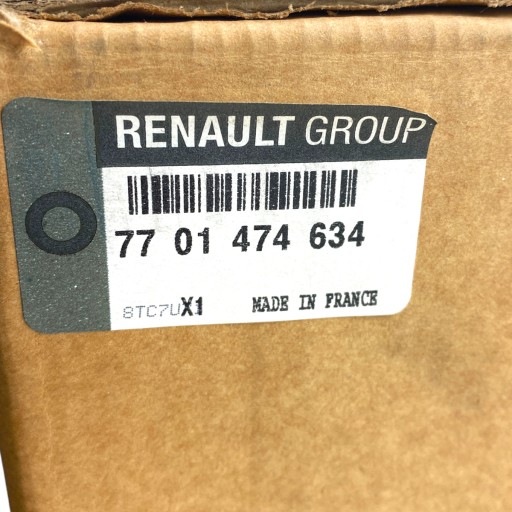 RENAULT GROUP
77 01 474 634
8TC7UX1 MADE IN FRANCE